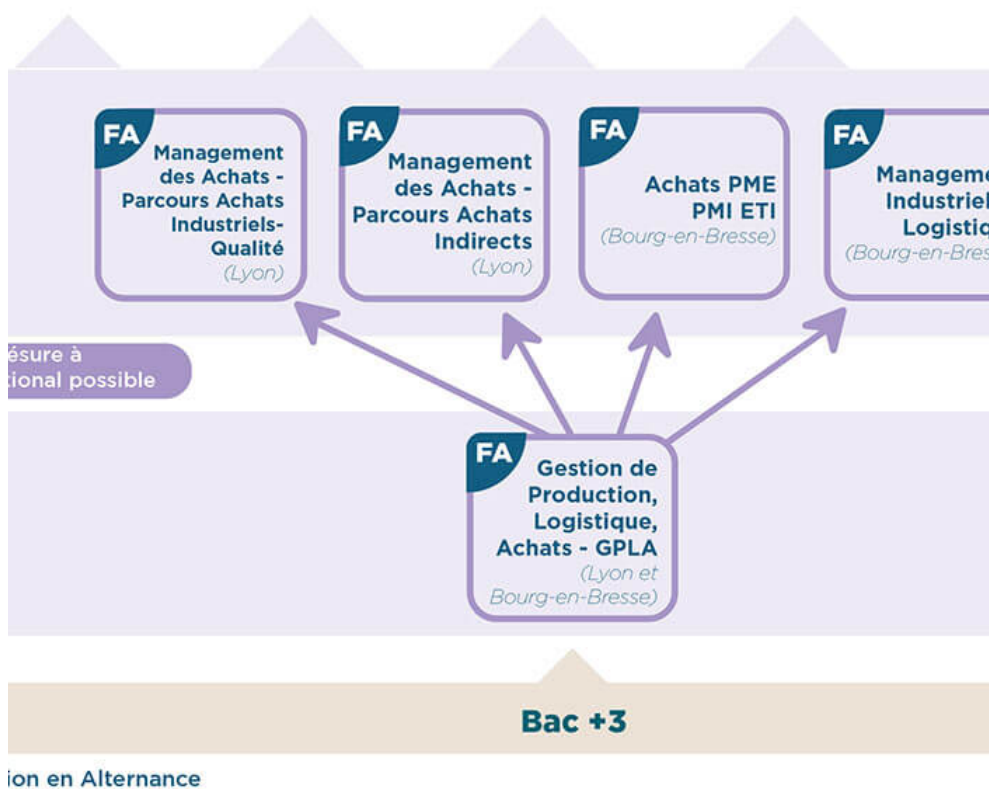 FA
Management
des Achats -
Parcours Achats
Industriels-
Qualité
(Lyon)
FA
Management
des Achats -
Parcours Achats
Indirects
(Lyon)
FA
Achats PME
PMI ETI
(Bourg-en-Bresse)
FA
Manageme
Industriel
Logistiq
(Bourg-en-Bres
ésure à
tional possible
FA
Gestion de
Production,
Logistique,
Achats - GPLA
(Lyon et
Bourg-en-Bresse)
Bac +3
ion en Alternance